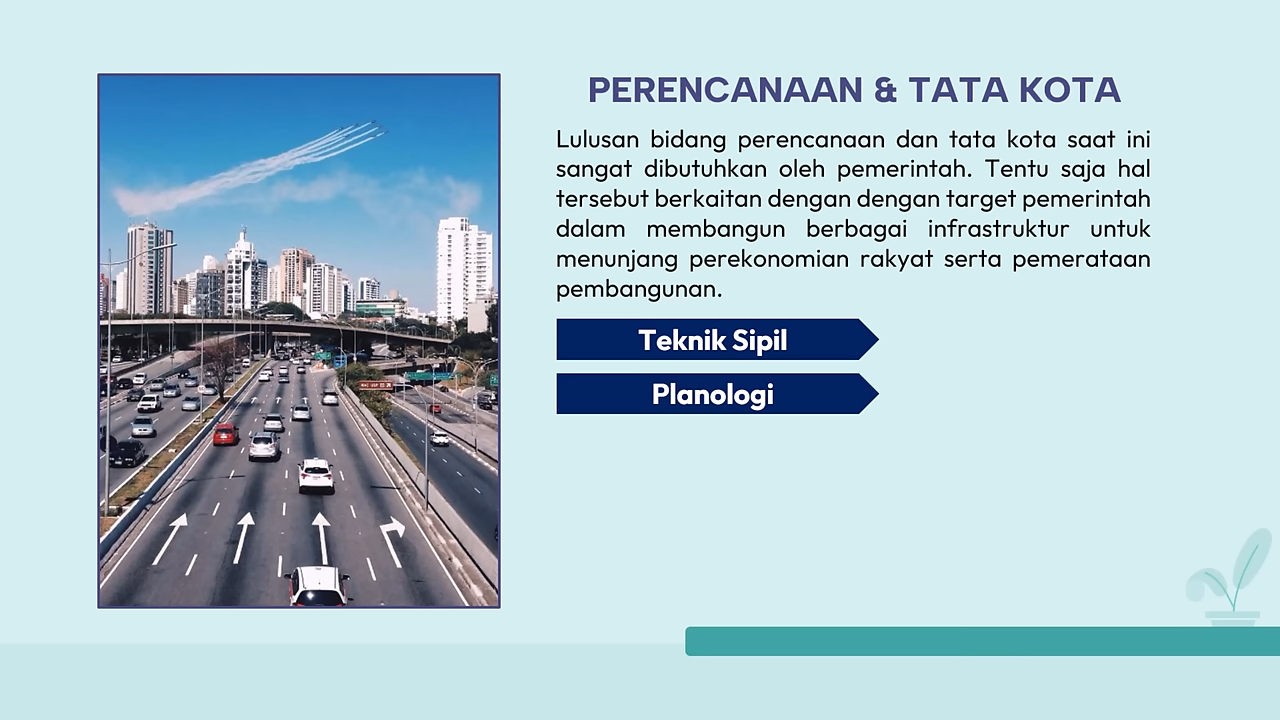 PERENCANAAN & TATA KOTA
Lulusan bidang perencanaan dan tata kota saat ini
sangat dibutuhkan oleh pemerintah. Tentu saja hal
tersebut berkaitan dengan dengan target pemerintah
dalam membangun berbagai infrastruktur untuk
menunjang perekonomian rakyat serta pemerataan
pembangunan.
Teknik Sipil
Planologi